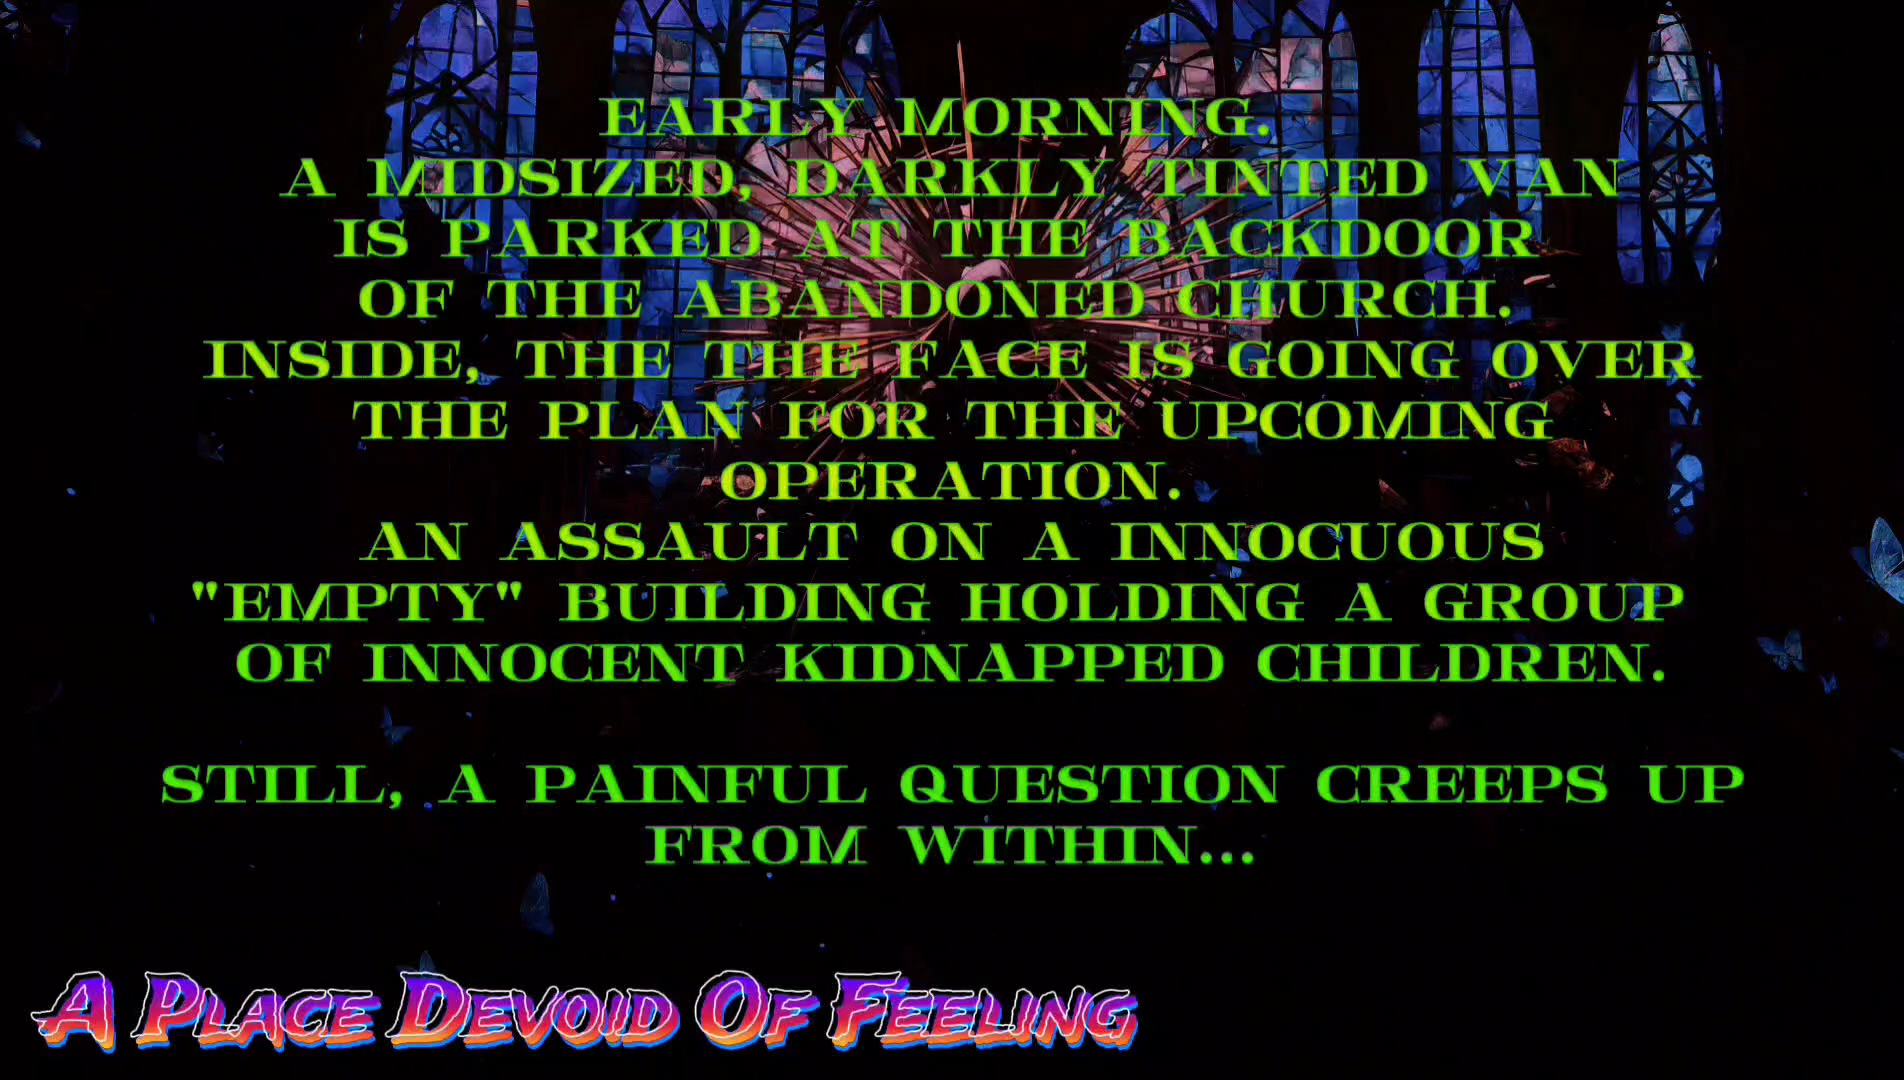 EARLY MORNING.
A MIDSIZED, DARKLY TINTED VAN
IS PARKED AT THE BACKDOOR
OF THE ABANDONED CHURCH.
INSIDE, THE THE FACE IS GOING OVER
THE PLAN FOR THE UPCOMING
OPERATION.
AN ASSAULT ON A INNOCUOUS
"EMPTY" BUILDING HOLDING A GROUP
OF INNOCENT KIDNAPPED CHILDREN.
STILL, A PAINFUL QUESTION CREEPS UP
FROM WITHIN...
A PLACE DEVOID OF FEELING